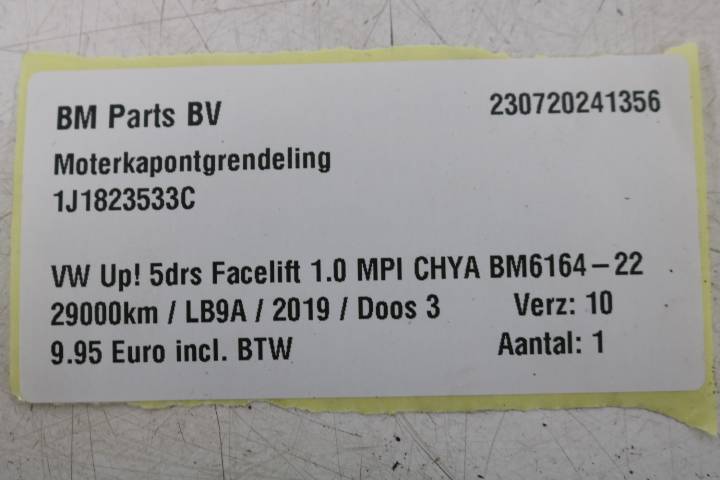 BM Parts BV 230720241356
Moterkapontgrendeling
1J1823533C
VW Up! 5drs Facelift 1.0 MPI CHYA BM6164-22
29000km / LB9A / 2019 / Doos 3 Verz: 10
9.95 Euro incl. BTW Aantal: 1